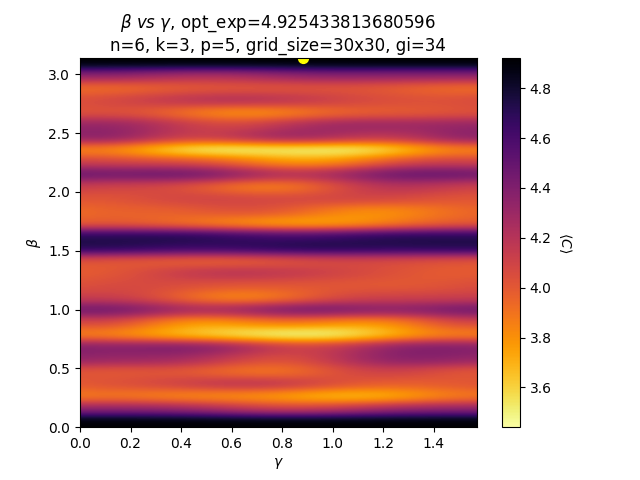 β vs γ, opt_exp=4.925433813680596
n=6, k=3, p=5, grid_size=30x30, gi=34
3.0
2.5
2.0
1.5
1.0
0.5
0.0
β
0.0 0.2 0.4 0.6 0.8 1.0 1.2 1.4
γ
4.8
4.6
4.4
4.2
4.0
3.8
3.6
⟨C⟩